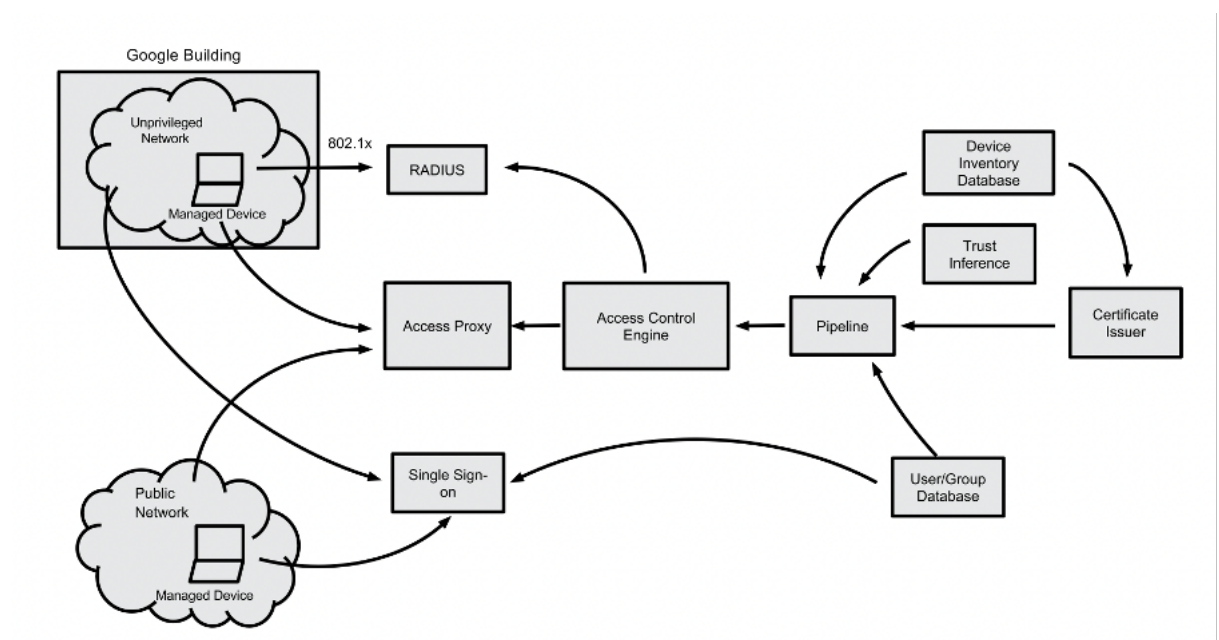 Google Building
Unprivileged
Network
Managed Device
802.1x
RADIUS
Device
Inventory
Database
Trust
Inference
Access Proxy
Access Control
Engine
Pipeline
Certificate
Issuer
Public
Network
Managed Device
Single Sign-
on
User/Group
Database